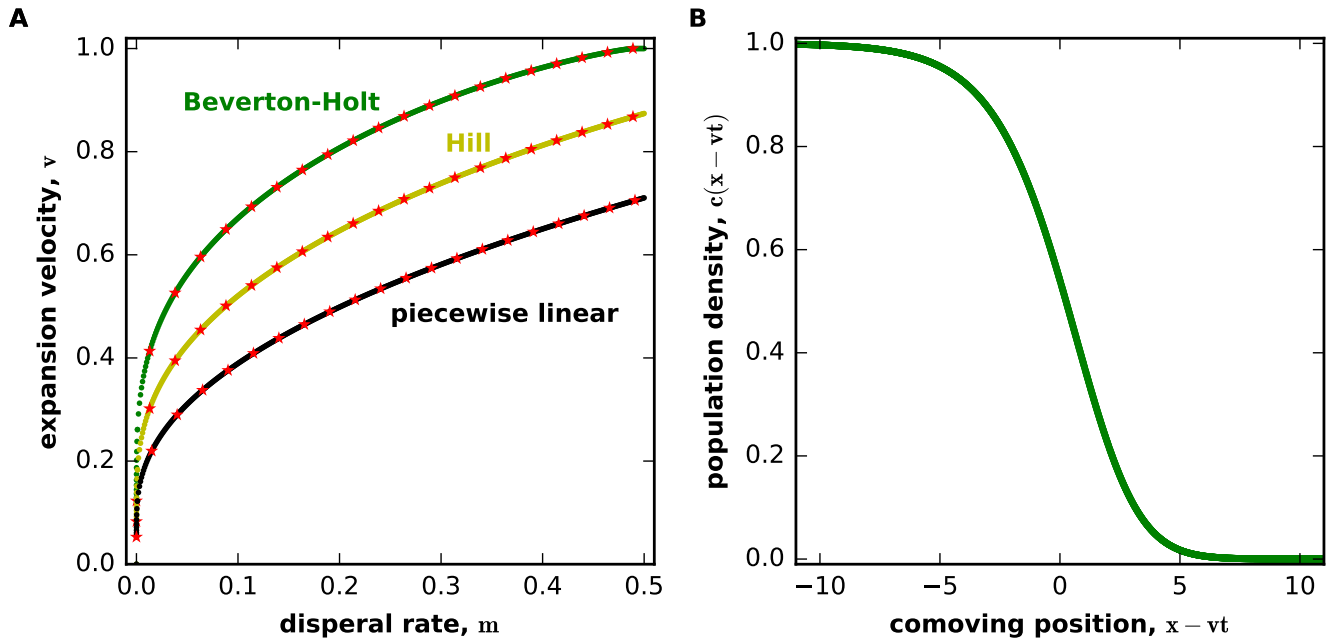 A
expansion velocity, v
1.0
0.8
0.6
0.4
0.2
0.0
Beverton-Holt
Hill
piecewise linear
0.0 0.1 0.2 0.3 0.4 0.5
disperal rate, m
B
population density, c(x − vt)
1.0
0.8
0.6
0.4
0.2
0.0
−10 −5 0 5 10
comoving position, x − vt